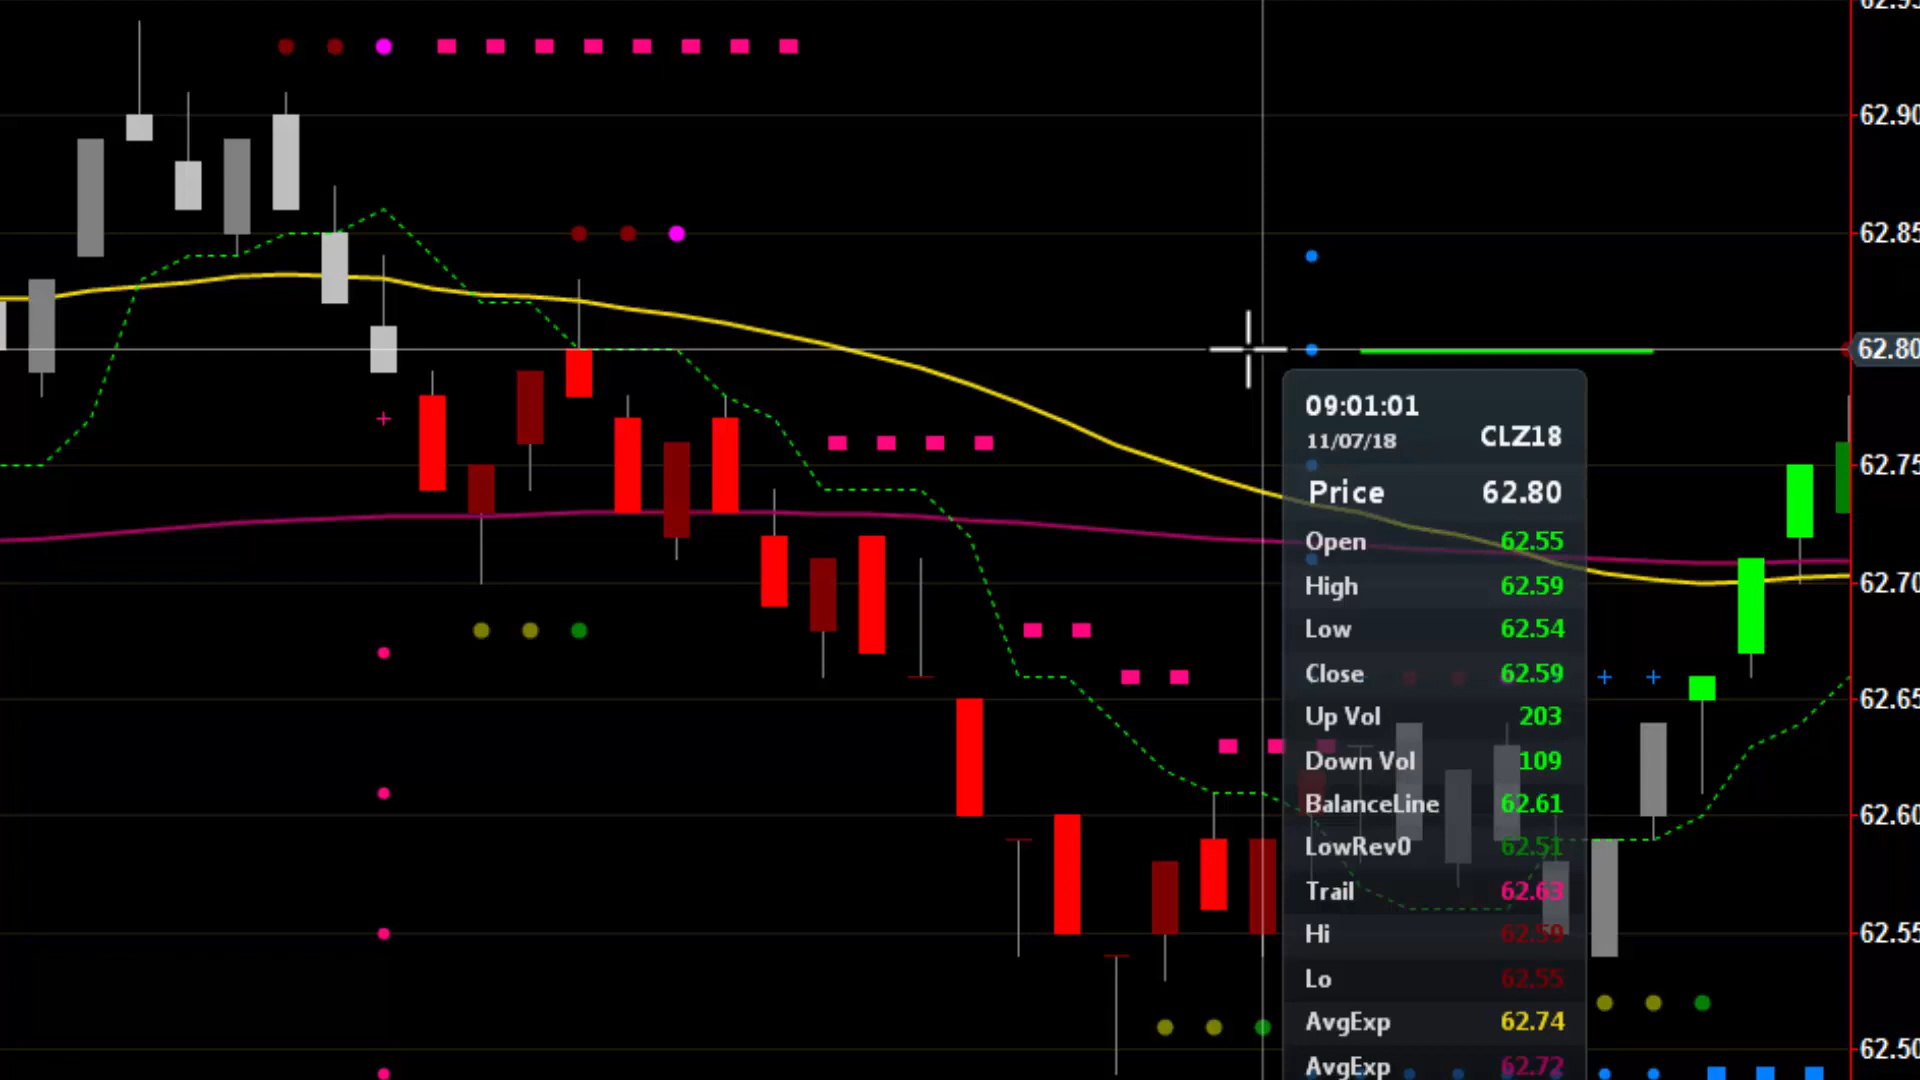 62.95
62.90
62.85
62.80
62.75
62.70
62.65
62.60
62.55
62.50
09:01:01
11/07/18 CLZ18
Price 62.80
Open 62.55
High 62.59
Low 62.54
Close 62.59
Up Vol 203
Down Vol 109
BalanceLine 62.61
LowRev0 62.51
Trail 62.63
Hi 62.59
Lo 62.55
AvgExp 62.74
AvgExp 62.72